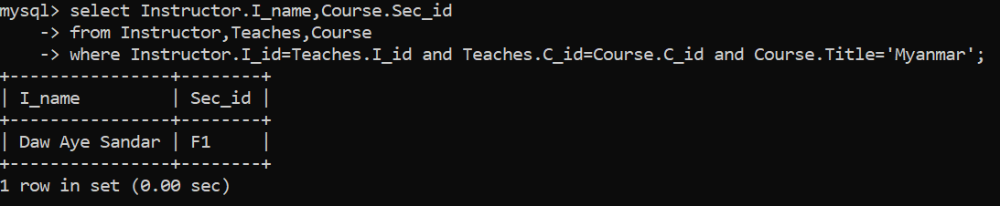 mysql> select Instructor.I_name,Course.Sec_id
    -> from Instructor,Teaches,Course
    -> where Instructor.I_id=Teaches.I_id and Teaches.C_id=Course.C_id and Course.Title='Myanmar';
+----------------+--------+
| I_name         | Sec_id |
+----------------+--------+
| Daw Aye Sandar | F1     |
+----------------+--------+
1 row in set (0.00 sec)